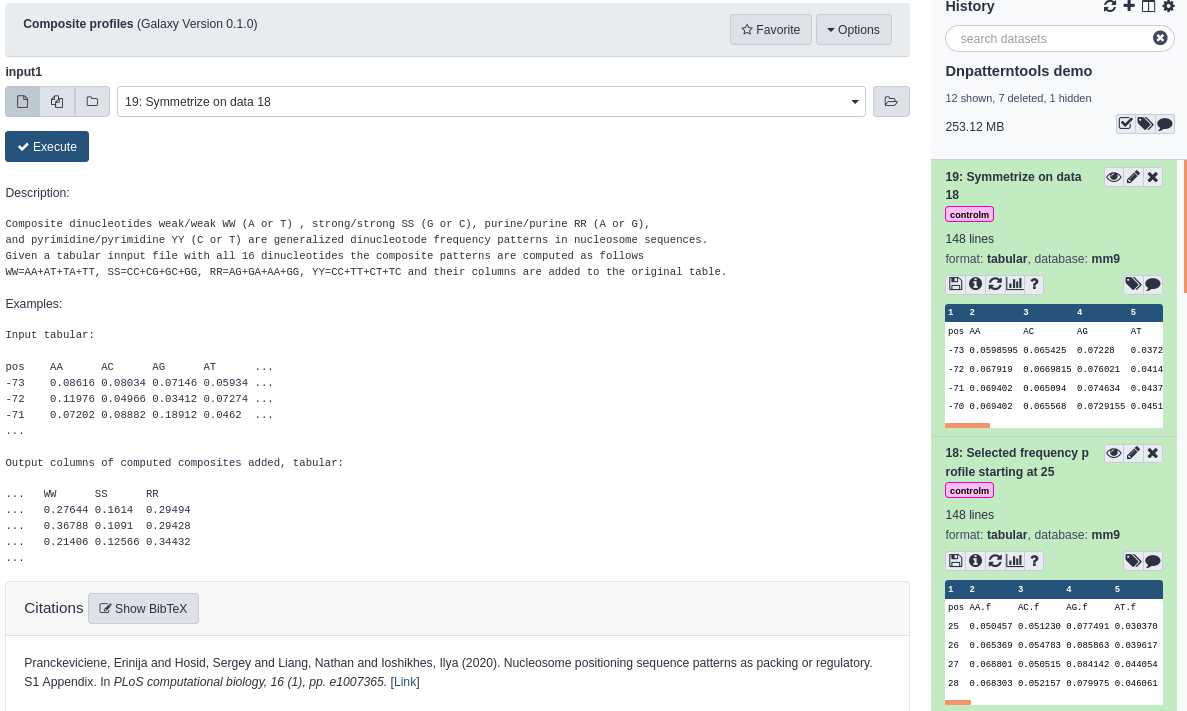 Composite profiles (Galaxy Version 0.1.0)
Favorite
Options
input1
19: Symmetrize on data 18
Execute
Description:
Composite dinucleotides weak/weak WW (A or T) , strong/strong SS (G or C), purine/purine RR (A or G),
and pyrimidine/pyrimidine YY (C or T) are generalized dinucleotode frequency patterns in nucleosome sequences.
Given a tabular innput file with all 16 dinucleotides the composite patterns are computed as follows
WW=AA+AT+TA+TT, SS=CC+CG+GC+GG, RR=AG+GA+AA+GG, YY=CC+TT+CT+TC and their columns are added to the original table.
Examples:
Input tabular:
pos AA AC AG AT ...
-73 0.08616 0.08034 0.07146 0.05934 ...
-72 0.11976 0.04966 0.03412 0.07274 ...
-71 0.07202 0.08882 0.18912 0.0462 ...
...
Output columns of computed composites added, tabular:
... WW SS RR
... 0.27644 0.1614 0.29494
... 0.36788 0.1091 0.29428
... 0.21406 0.12566 0.34432
...
Citations
Show BibTeX
Pranckeviciene, Erinija and Hosid, Sergey and Liang, Nathan and Ioshikhes, Ilya (2020). Nucleosome positioning sequence patterns as packing or regulatory.
S1 Appendix. In PLoS computational biology, 16 (1), pp. e1007365. [Link]
History
search datasets
Dnpatterntools demo
12 shown, 7 deleted, 1 hidden
253.12 MB
19: Symmetrize on data
18
controlm
148 lines
format: tabular, database: mm9
?
1 2 3 4 5
pos AA AC AG AT
-73 0.0598595 0.065425 0.07228 0.0372
-72 0.067919 0.0669815 0.076021 0.0414
-71 0.069402 0.065094 0.074634 0.0437
-70 0.069402 0.065568 0.0729155 0.0451
18: Selected frequency p
rofile starting at 25
controlm
148 lines
format: tabular, database: mm9
?
1 2 3 4 5
pos AA.f AC.f AG.f AT.f
25 0.050457 0.051230 0.077491 0.030370
26 0.065369 0.054783 0.085863 0.039617
27 0.068801 0.050515 0.084142 0.044054
28 0.068303 0.052157 0.079975 0.046061